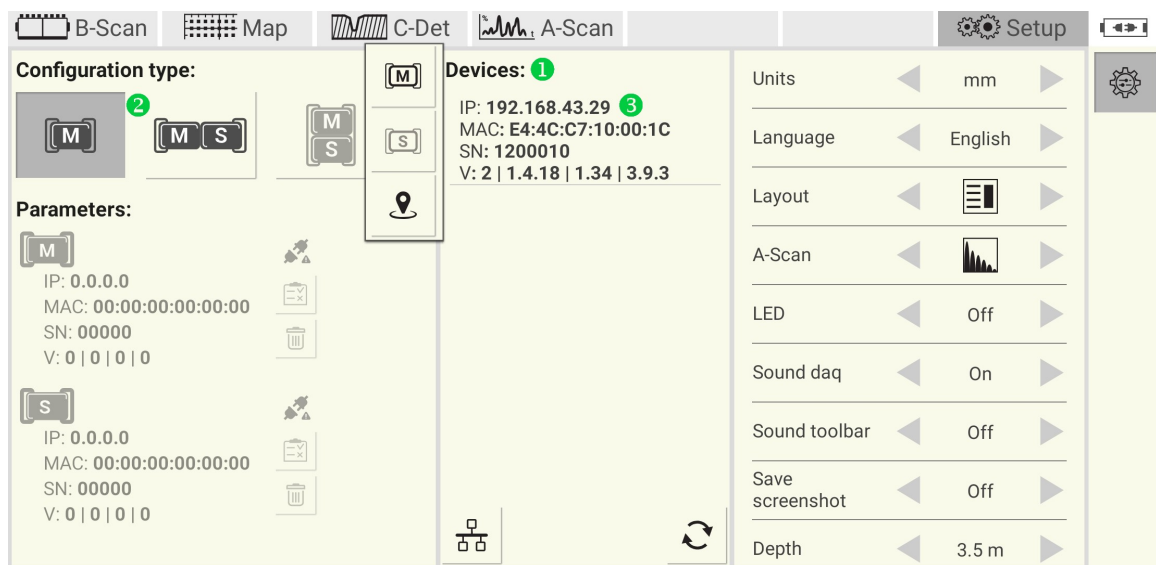 B-Scan
Map
C-Det
A-Scan
Setup
Configuration type:
2
M
M S
M
S
M
S
Devices: 1
IP: 192.168.43.29 3
MAC: E4:4C:C7:10:00:1C
SN: 1200010
V: 2 | 1.4.18 | 1.34 | 3.9.3
Parameters:
M
IP: 0.0.0.0
MAC: 00:00:00:00:00:00
SN: 00000
V: 0 | 0 | 0 | 0
S
IP: 0.0.0.0
MAC: 00:00:00:00:00:00
SN: 00000
V: 0 | 0 | 0 | 0
Units mm
Language English
Layout
A-Scan
LED Off
Sound daq On
Sound toolbar Off
Save
screenshot Off
Depth 3.5 m